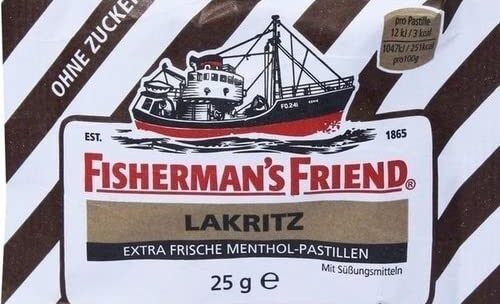 OHNE ZUCKER
pro Pastille
12 kJ / 3 kcal
1047kJ / 251kcal
pro100g
FD.241
EST.
1865
FISHERMAN'S FRIEND®
LAKRITZ
EXTRA FRISCHE MENTHOL-PASTILLEN
Mit Süßungsmitteln
25 g ℮